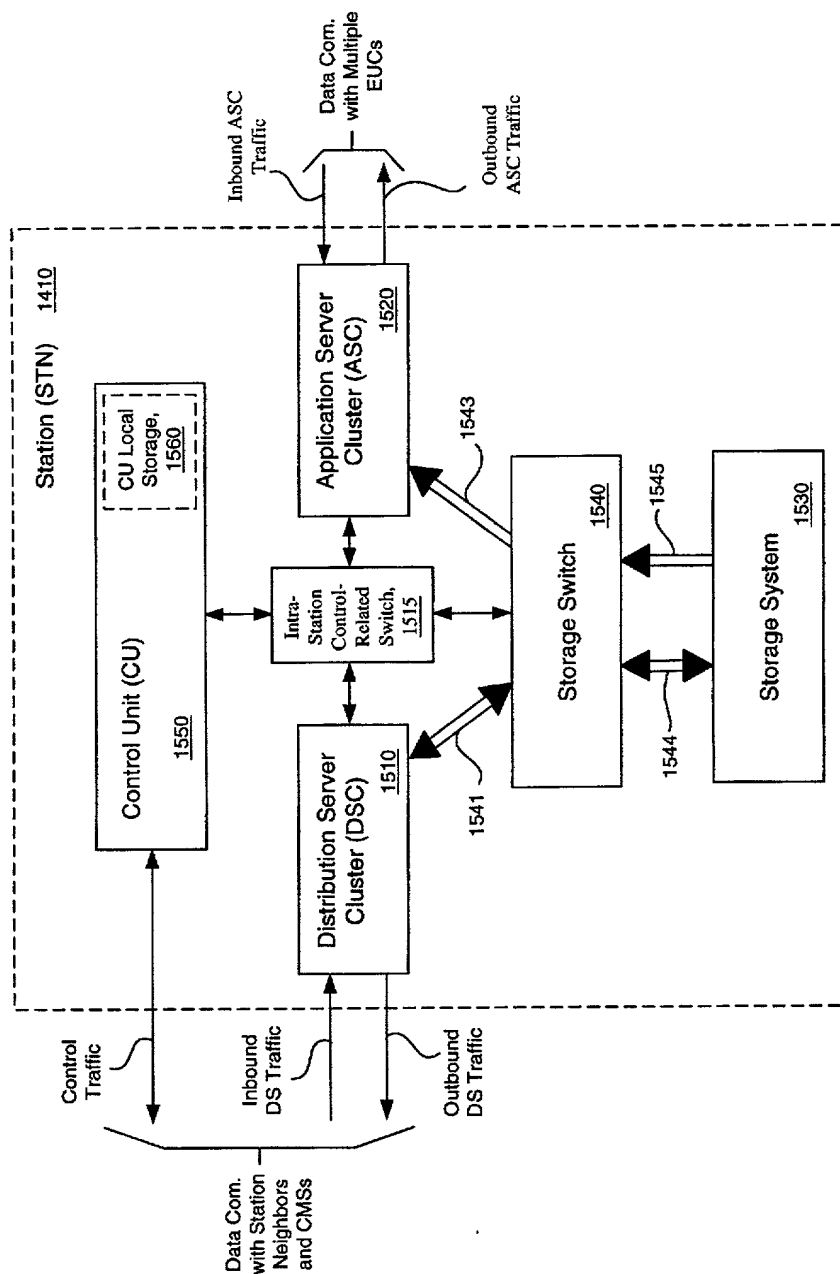 Station (STN) 1410
Control Unit (CU)
1550
CU Local
Storage,
1560
Control
Traffic
Data Com.
with Station
Neighbors
and CMSs
Inbound
DS Traffic
Outbound
DS Traffic
Distribution Server
Cluster (DSC)
1510
Intra-
Station
Control-
Related
Switch,
1515
Application Server
Cluster (ASC)
1520
Inbound ASC
Traffic
Outbound
ASC Traffic
Data Com.
with Multiple
EUCs
1541
1543
Storage Switch
1540
1544
1545
Storage System
1530